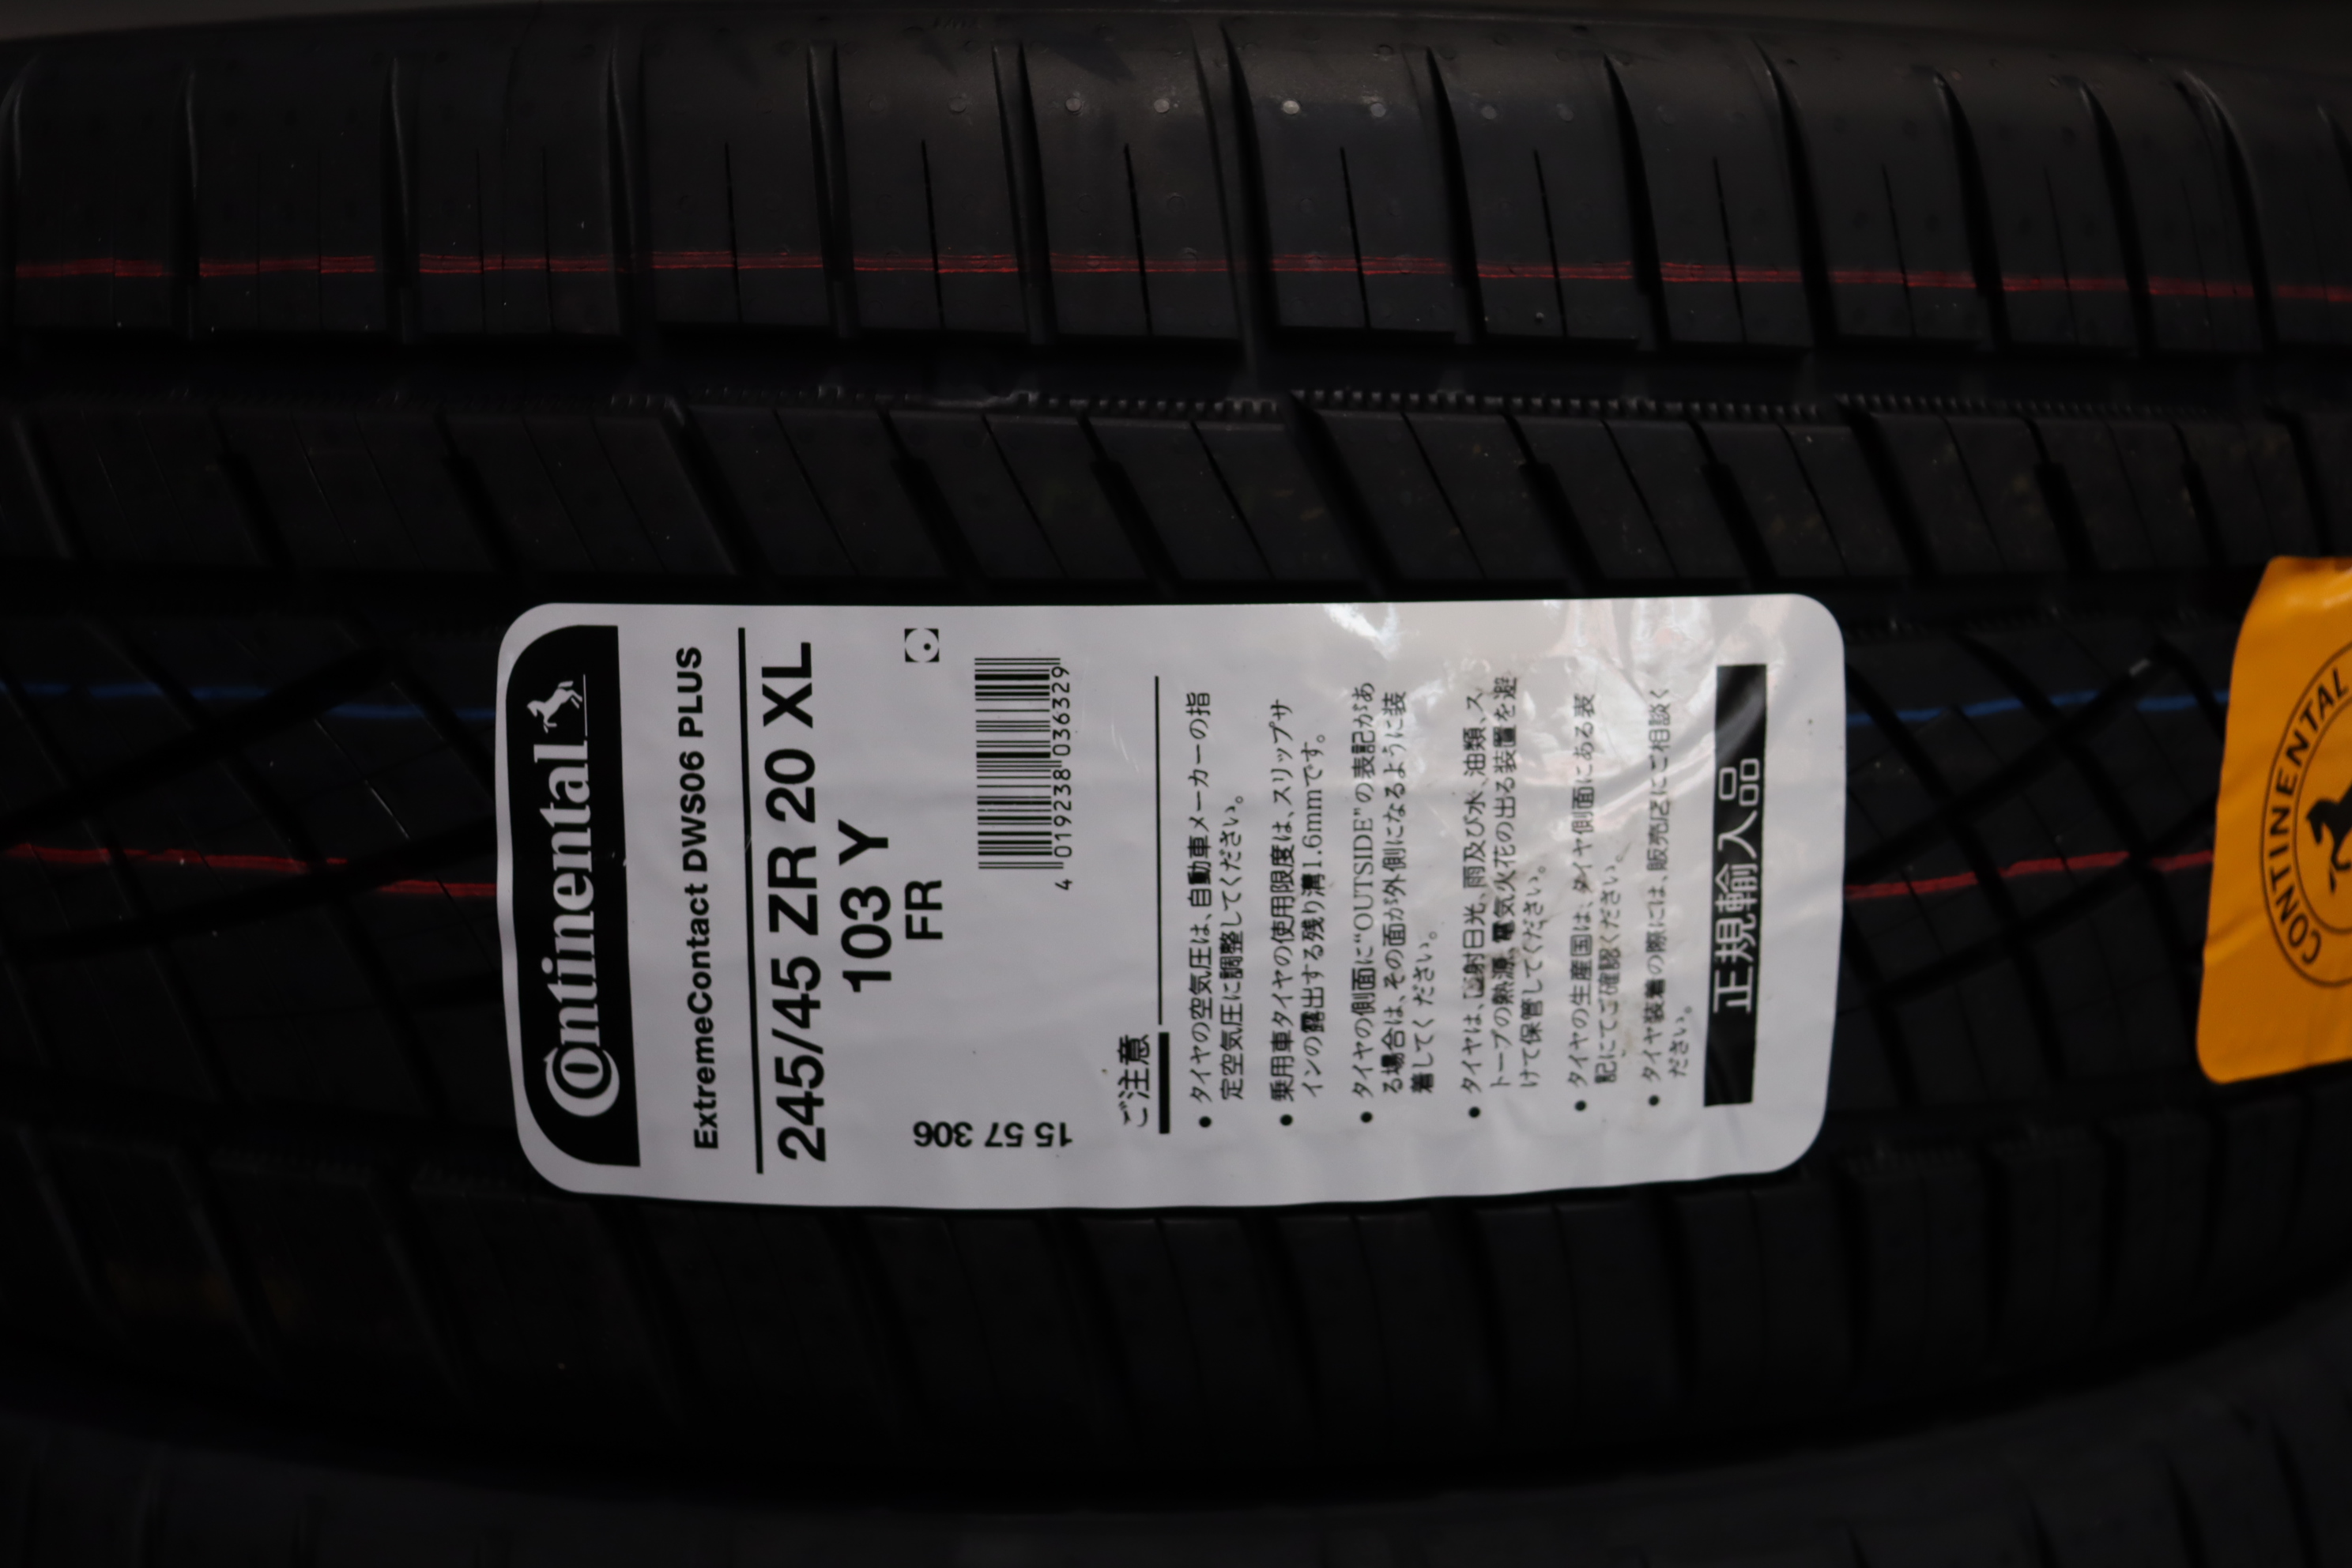 Continental
ExtremeContact DWS06 PLUS
245/45 ZR 20 XL
103 Y
FR
4 019238 036329
15 57 306
ご注意
● タイヤの空気圧は、自動車メーカーの指
定空気圧に調整してください。
● 乗用車タイヤの使用限度は、スリップサ
インの露出する残り溝1.6mmです。
● タイヤの側面に“OUTSIDE”の表記があ
る場合は、その面が外側になるように装
着してください。
● タイヤは、直射日光、雨及び水、油類、ス
トーブの熱源、電気火花の出る装置を避
けて保管してください。
● タイヤの生産国は、タイヤ側面にある表
記にてご確認ください。
● タイヤ装着の際には、販売店にご相談く
ださい。
正規輸入品
CONTINENTAL